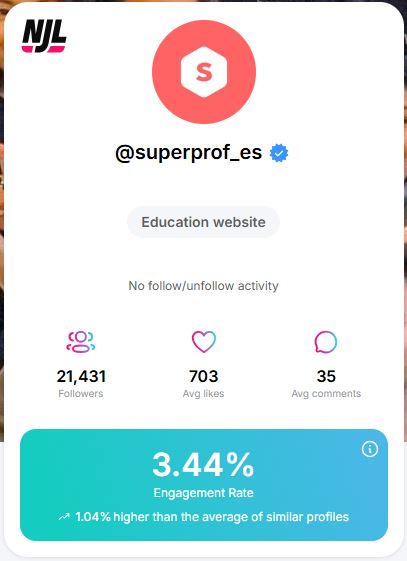 NJL
S
@superprof_es
Education website
No follow/unfollow activity
21,431 703 35
Followers Avg likes Avg comments
3.44%
Engagement Rate
1.04% higher than the average of similar profiles